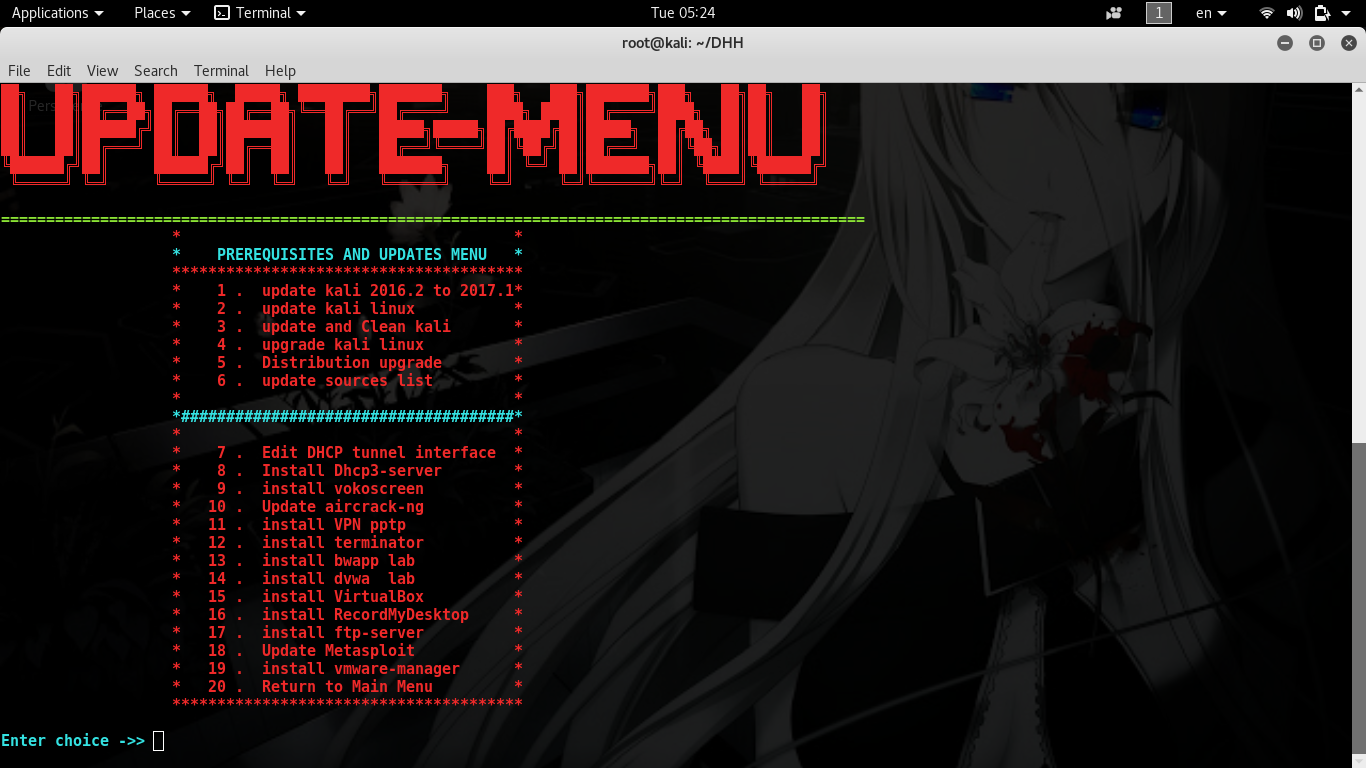 Applications Places Terminal Tue 05:24 1 en
root@kali: ~/DHH
File Edit View Search Terminal Help
UPDATE-MENU
================================================================================================
* *
* PREREQUISITES AND UPDATES MENU *
***************************************
* 1 . update kali 2016.2 to 2017.1*
* 2 . update kali linux *
* 3 . update and Clean kali *
* 4 . upgrade kali linux *
* 5 . Distribution upgrade *
* 6 . update sources list *
* *
*#####################################*
* *
* 7 . Edit DHCP tunnel interface *
* 8 . Install Dhcp3-server *
* 9 . install vokoscreen *
* 10 . Update aircrack-ng *
* 11 . install VPN pptp *
* 12 . install terminator *
* 13 . install bwapp lab *
* 14 . install dvwa  lab *
* 15 . install VirtualBox *
* 16 . install RecordMyDesktop *
* 17 . install ftp-server *
* 18 . Update Metasploit *
* 19 . install vmware-manager *
* 20 . Return to Main Menu *
***************************************
Enter choice ->>